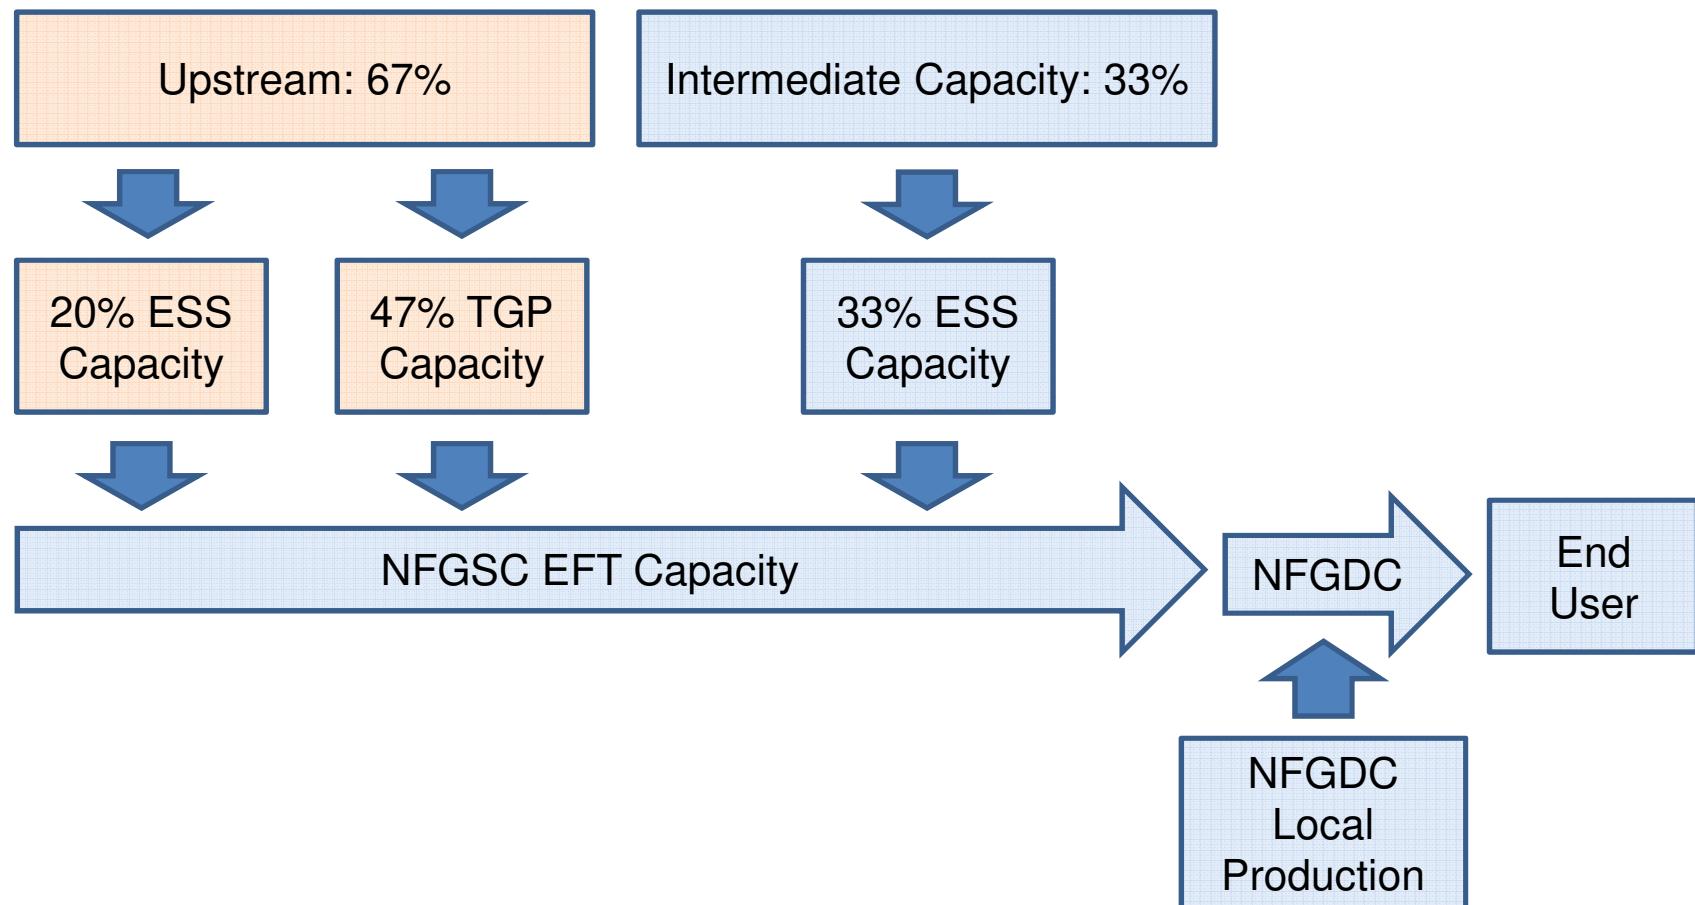 Upstream: 67%
Intermediate Capacity: 33%
20% ESS
Capacity
47% TGP
Capacity
33% ESS
Capacity
NFGSC EFT Capacity
NFGDC
End
User
NFGDC
Local
Production